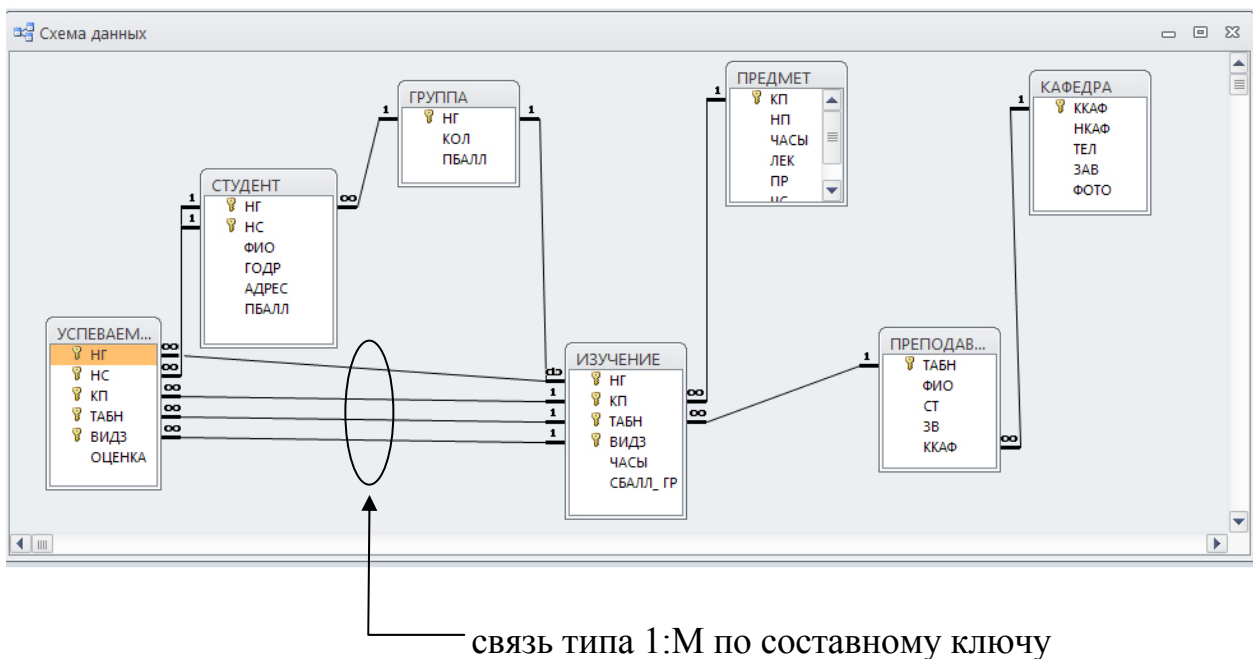 Схема данных
ГРУППА
НГ
КОЛ
ПБАЛЛ
1
1
ПРЕДМЕТ
КП
НП
ЧАСЫ
ЛЕК
ПР
ЧС
1
КАФЕДРА
ККАФ
НКАФ
ТЕЛ
ЗАВ
ФОТО
1
СТУДЕНТ
НГ
НС
ФИО
ГОДР
АДРЕС
ПБАЛЛ
1
1
∞
УСПЕВАЕМ...
НГ
НС
КП
ТАБН
ВИДЗ
ОЦЕНКА
∞
∞
∞
∞
∞
ИЗУЧЕНИЕ
НГ
КП
ТАБН
ВИДЗ
ЧАСЫ
СБАЛЛ_ ГР
1
1
1
∞
∞
ПРЕПОДАВ...
ТАБН
ФИО
СТ
ЗВ
ККАФ
1
∞
связь типа 1:М по составному ключу